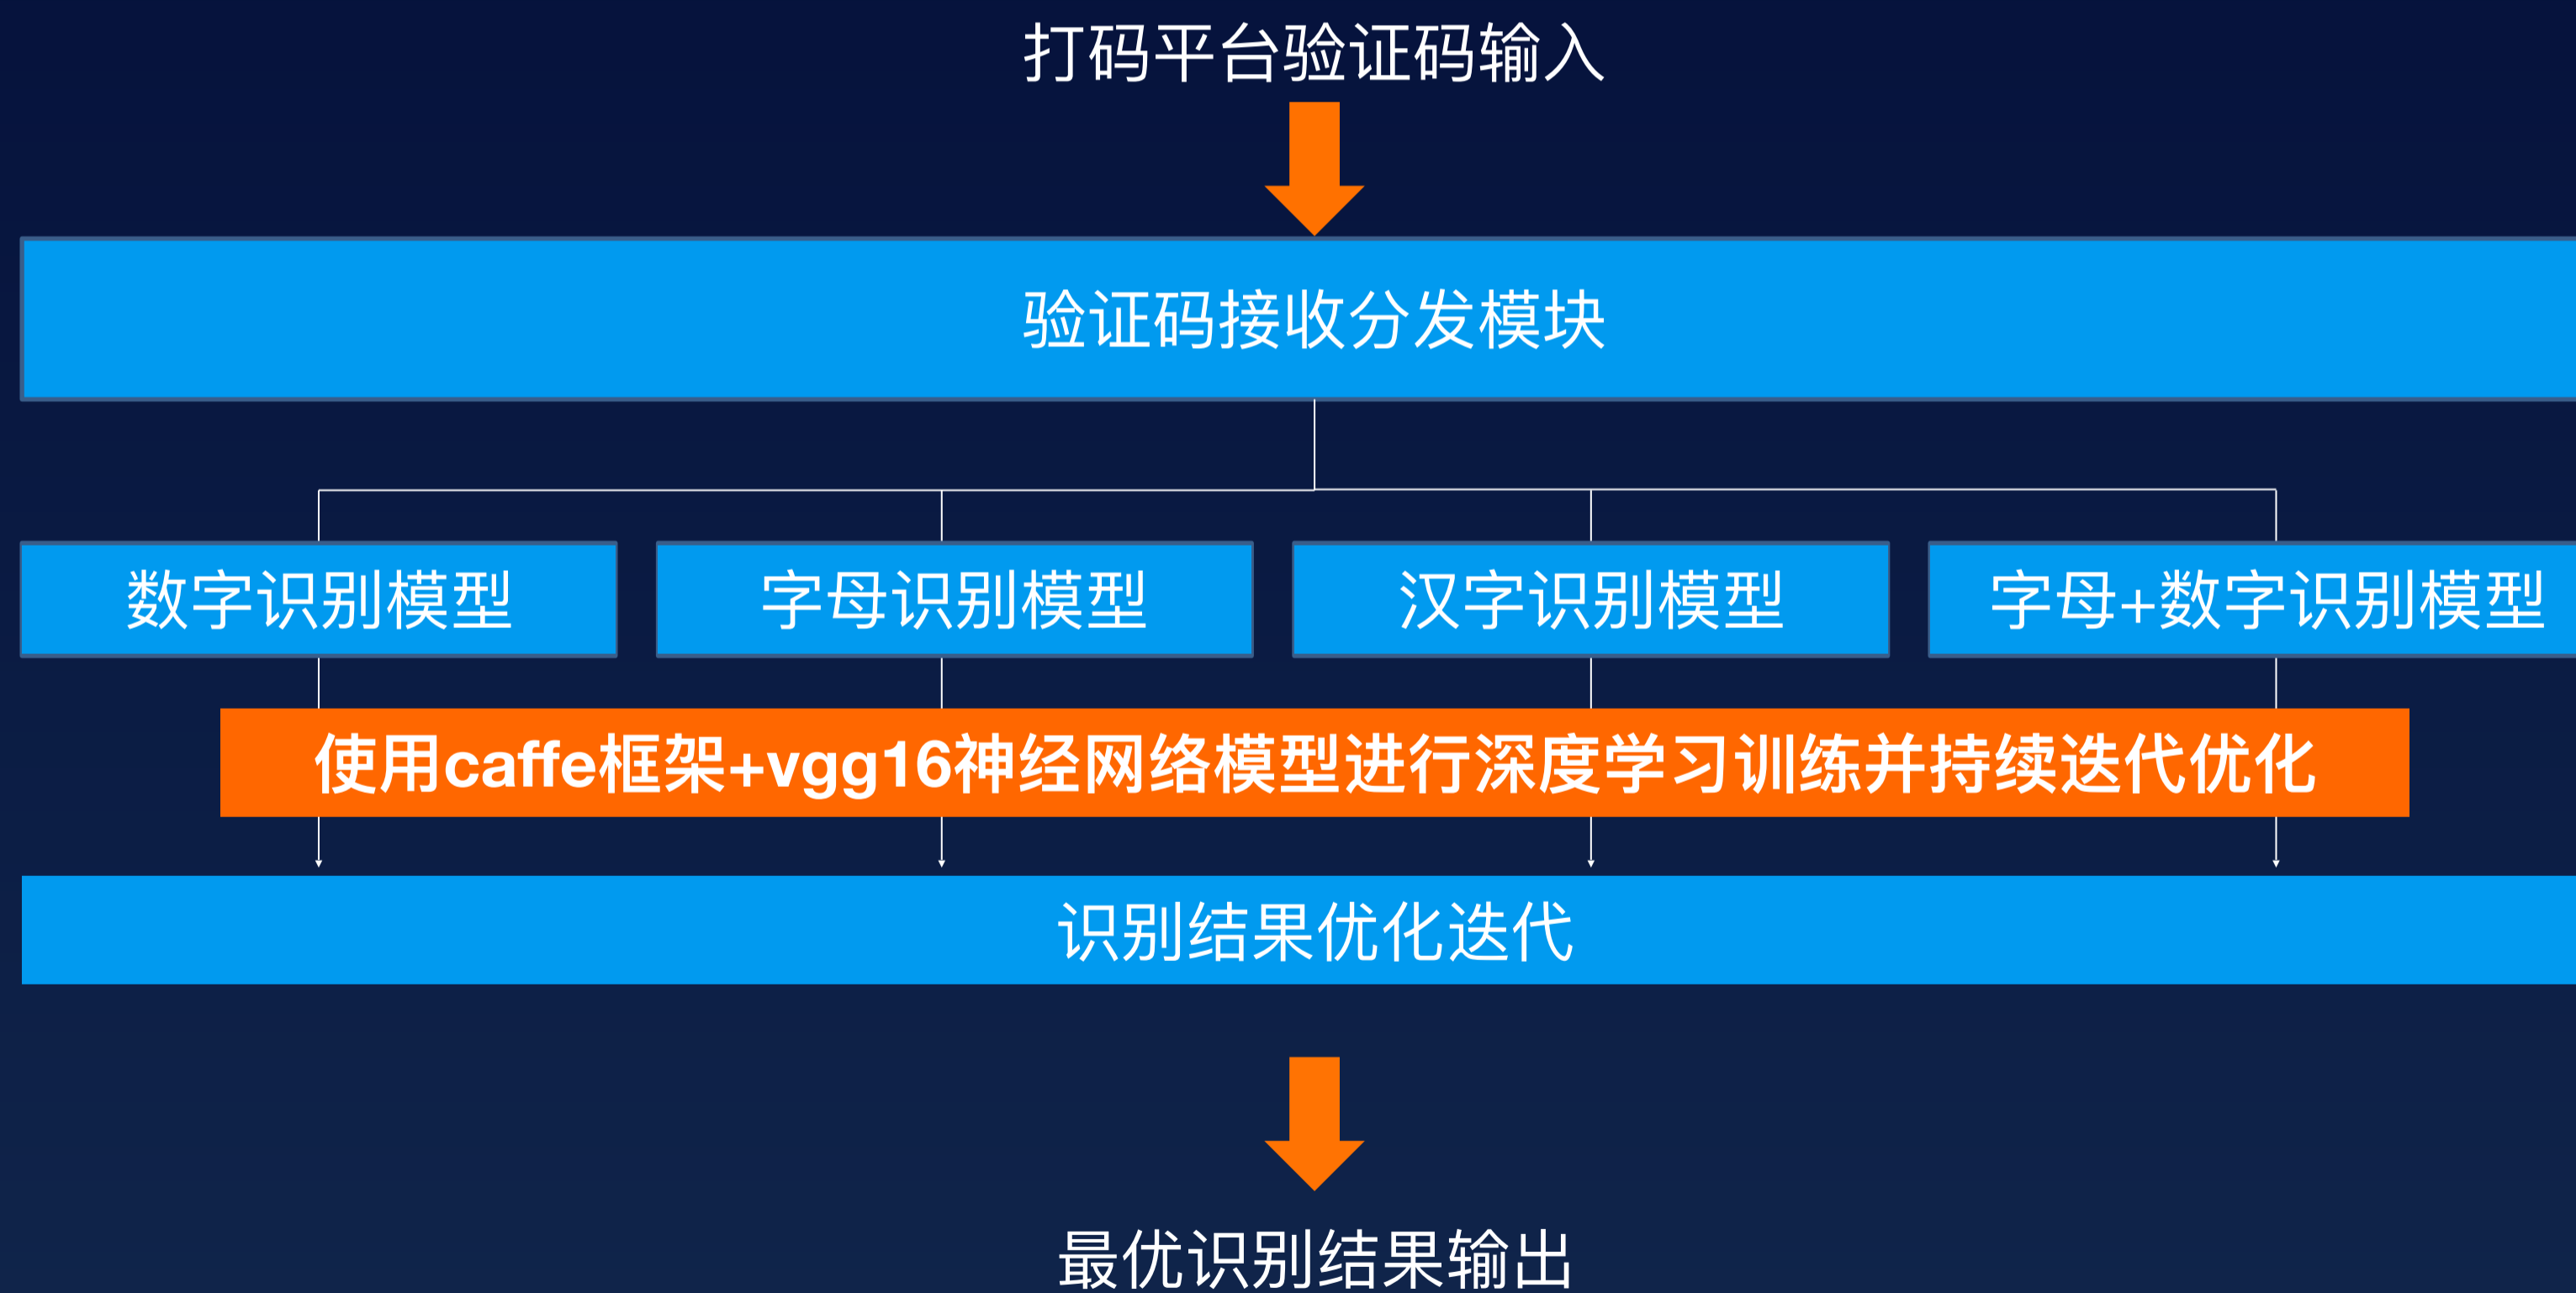 打码平台验证码输入
验证码接收分发模块
数字识别模型
字母识别模型
汉字识别模型
字母+数字识别模型
使用caffe框架+vgg16神经网络模型进行深度学习训练并持续迭代优化
识别结果优化迭代
最优识别结果输出